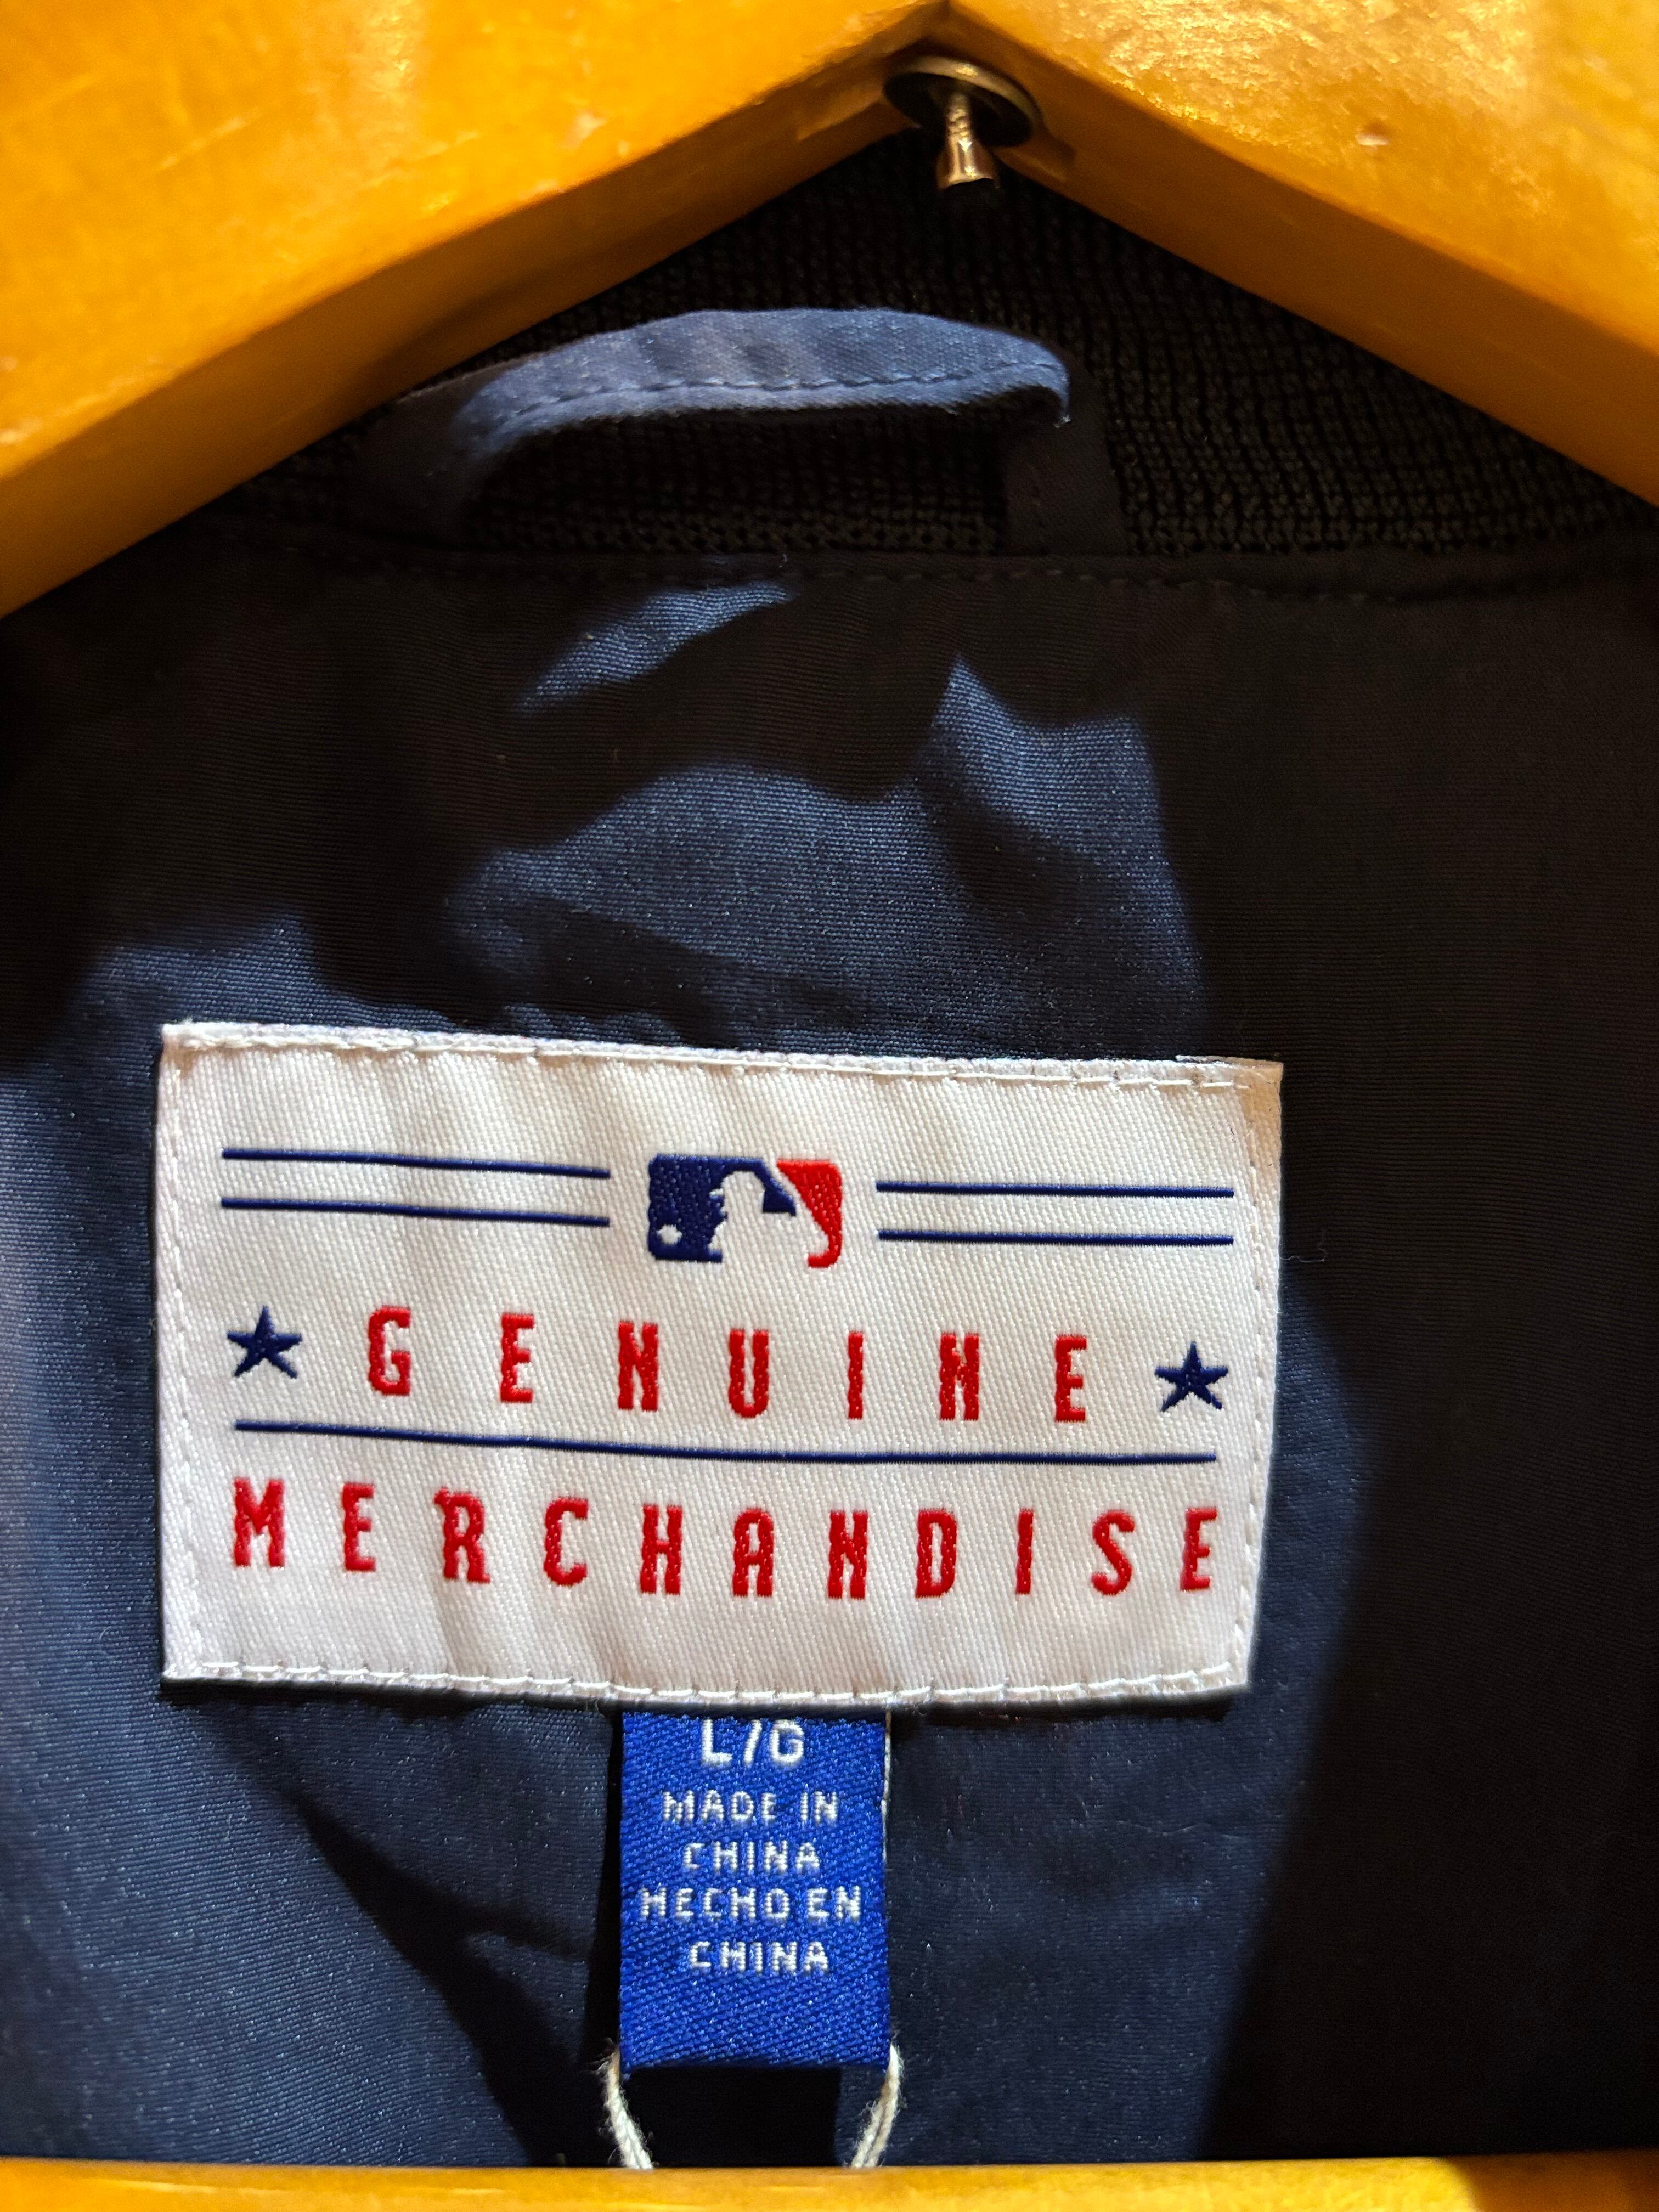 GENUINE
MERCHANDISE
L/G
MADE IN
CHINA
HECHO EN
CHINA